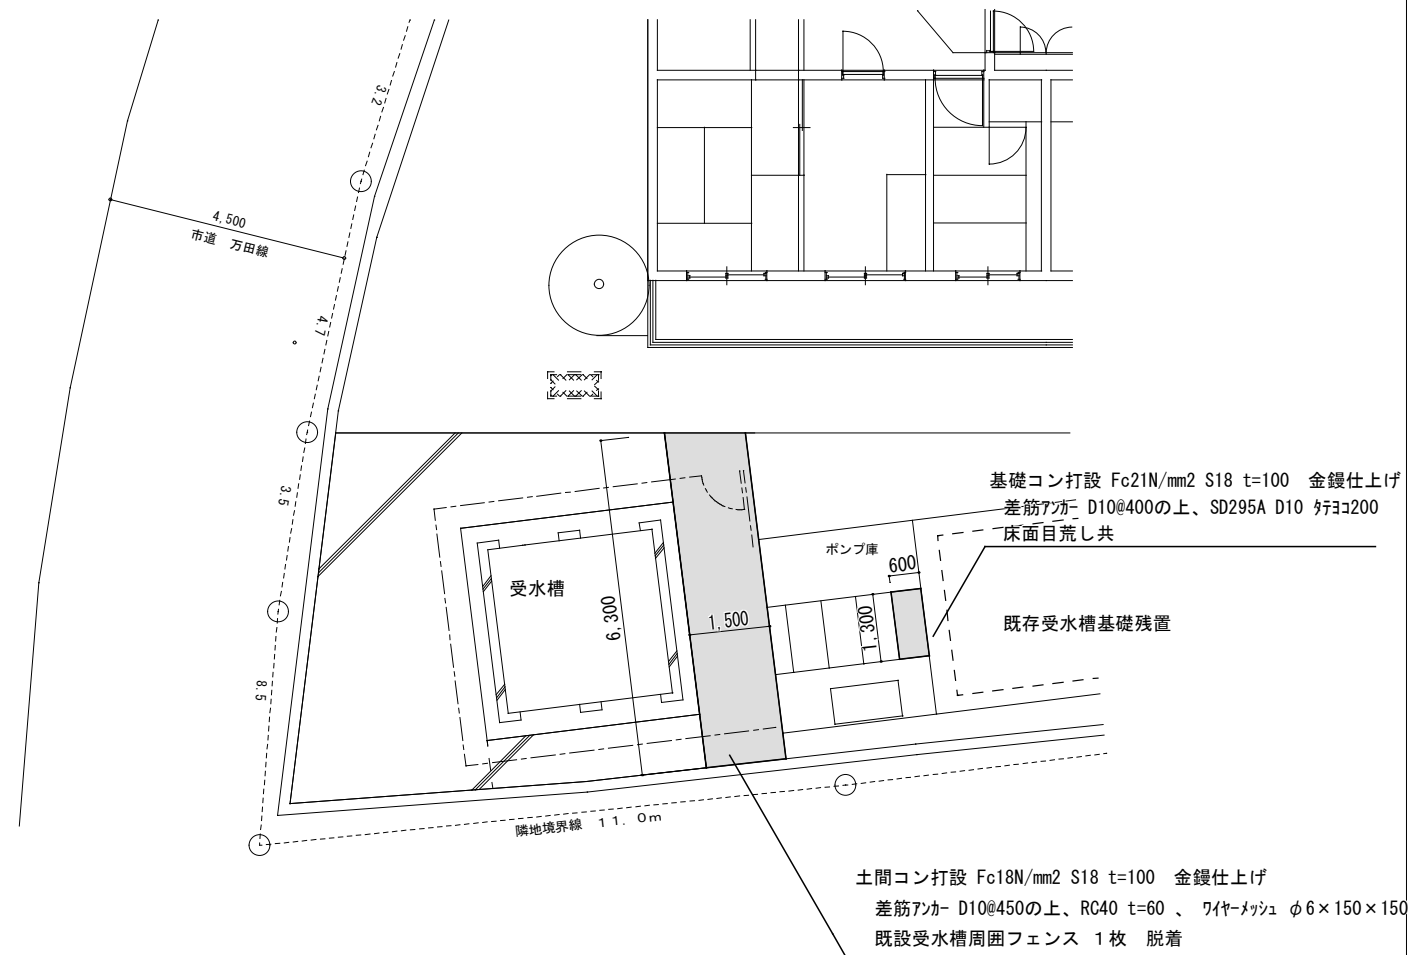 3.2
4,500
市道　万田線
4.7
3.5
8.5
受水槽
6,300
1,500
ポンプ庫
600
1,300
基礎コン打設 Fc21N/mm2 S18 t=100　金鏝仕上げ
差筋ｱﾝｶｰ D10@400の上、SD295A D10 ﾀﾃﾖｺ200
床面目荒し共
既存受水槽基礎残置
隣地境界線　１１．０ｍ
土間コン打設 Fc18N/mm2 S18 t=100　金鏝仕上げ
差筋ｱﾝｶｰ D10@450の上、RC40 t=60 、 ﾜｲﾔｰﾒｯｼｭ φ6×150×150
既設受水槽周囲フェンス １枚　脱着